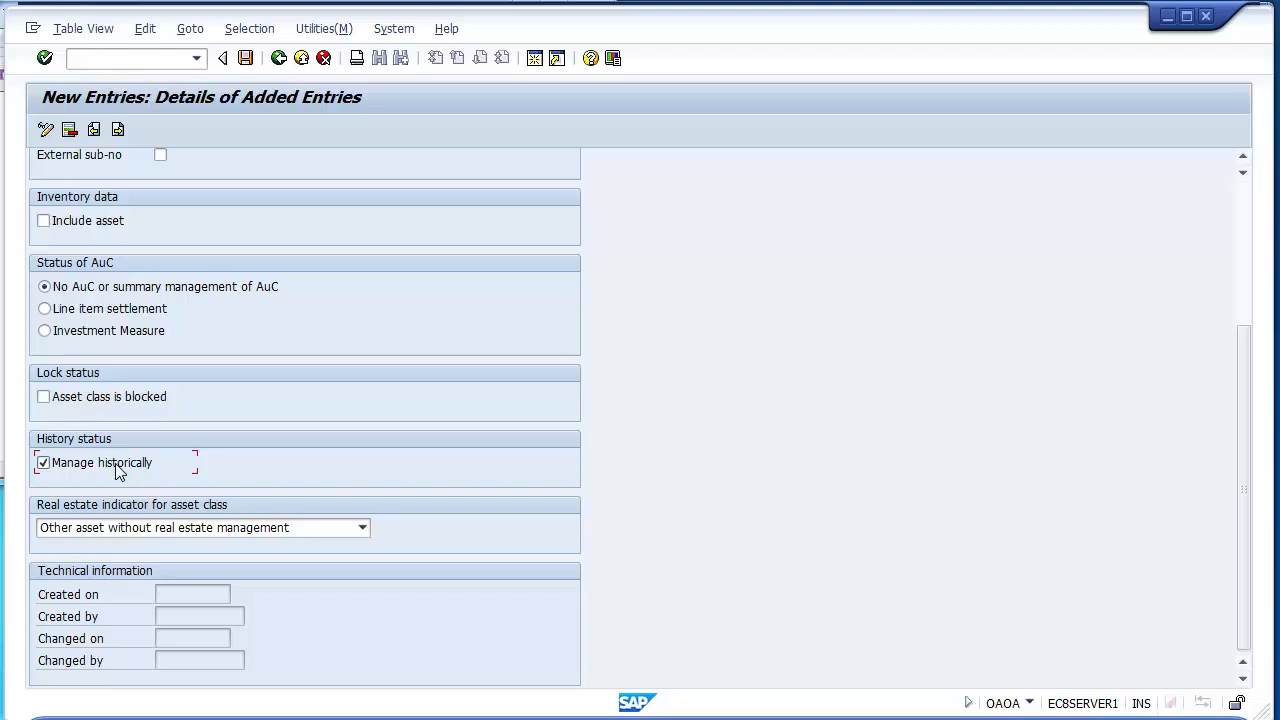 Table View Edit Goto Selection Utilities(M) System Help
New Entries: Details of Added Entries
External sub-no
Inventory data
Include asset
Status of AuC
No AuC or summary management of AuC
Line item settlement
Investment Measure
Lock status
Asset class is blocked
History status
Manage historically
Real estate indicator for asset class
Other asset without real estate management
Technical information
Created on
Created by
Changed on
Changed by
SAP OAOA EC8SERVER1 INS